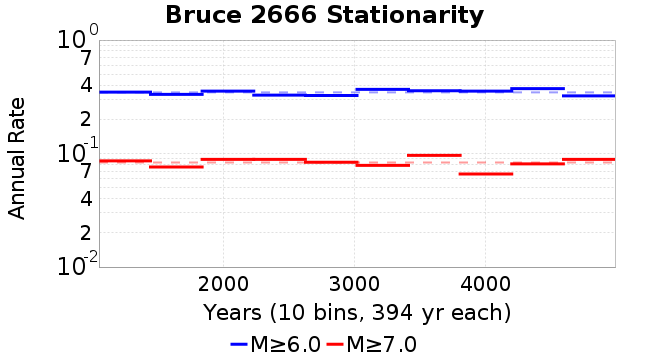 Bruce 2666 Stationarity
Annual Rate
10^0
7
4
2
10^-1
7
4
2
10^-2
2000 3000 4000
Years (10 bins, 394 yr each)
M≥6.0 M≥7.0